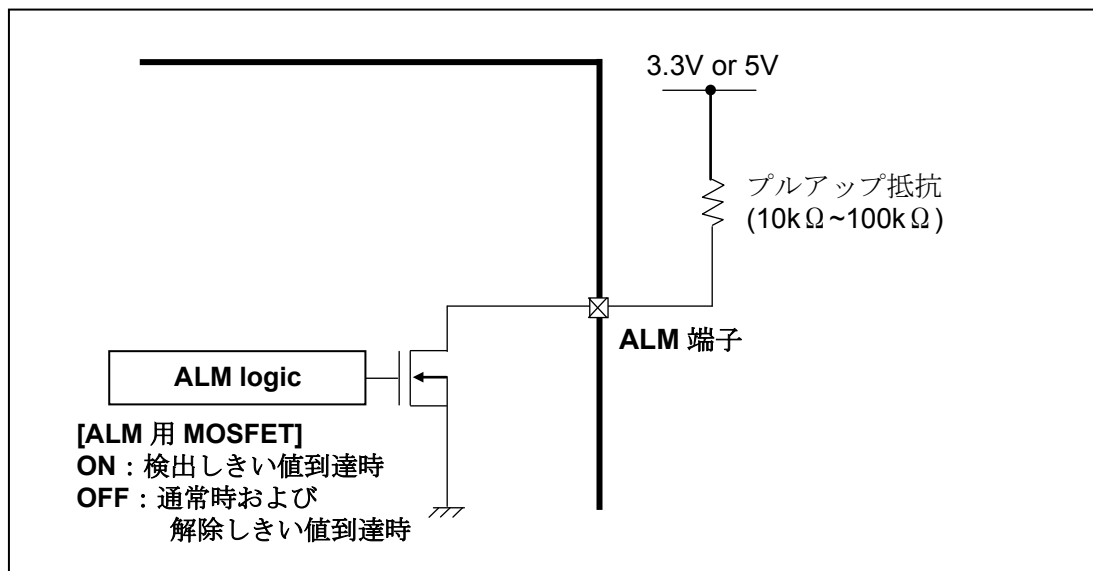 3.3V or 5V
プルアップ抵抗
(10kΩ~100kΩ)
ALM 端子
ALM logic
[ALM 用 MOSFET]
ON：検出しきい値到達時
OFF：通常時および
解除しきい値到達時